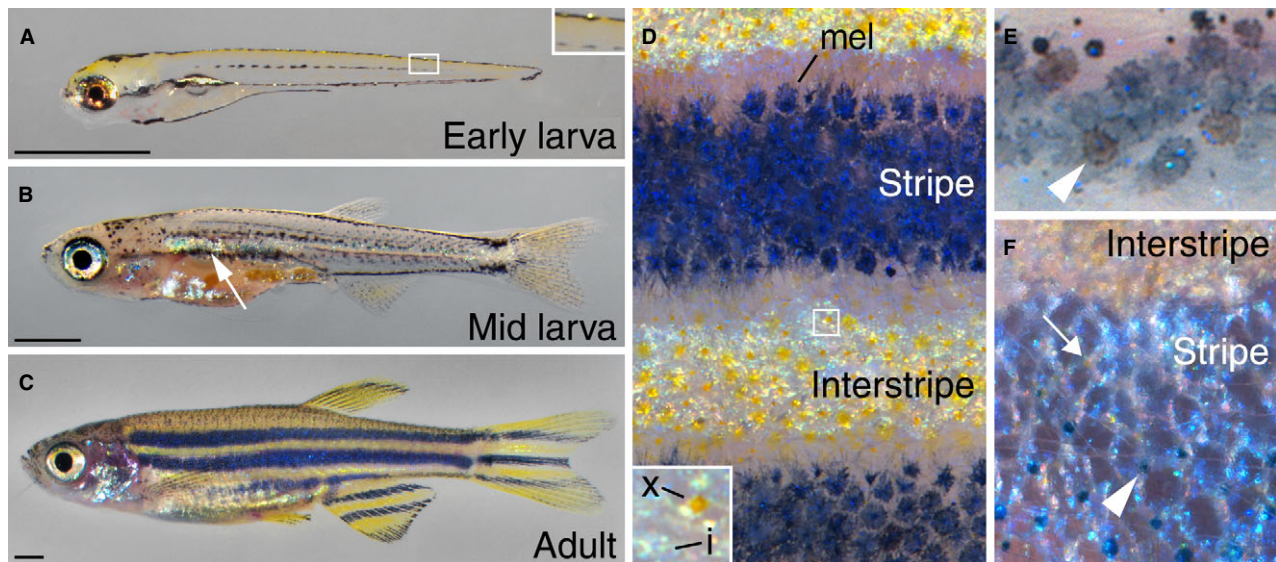 A
Early larva
B
Mid larva
C
Adult
D
mel
Stripe
Interstripe
x
i
E
F
Interstripe
Stripe